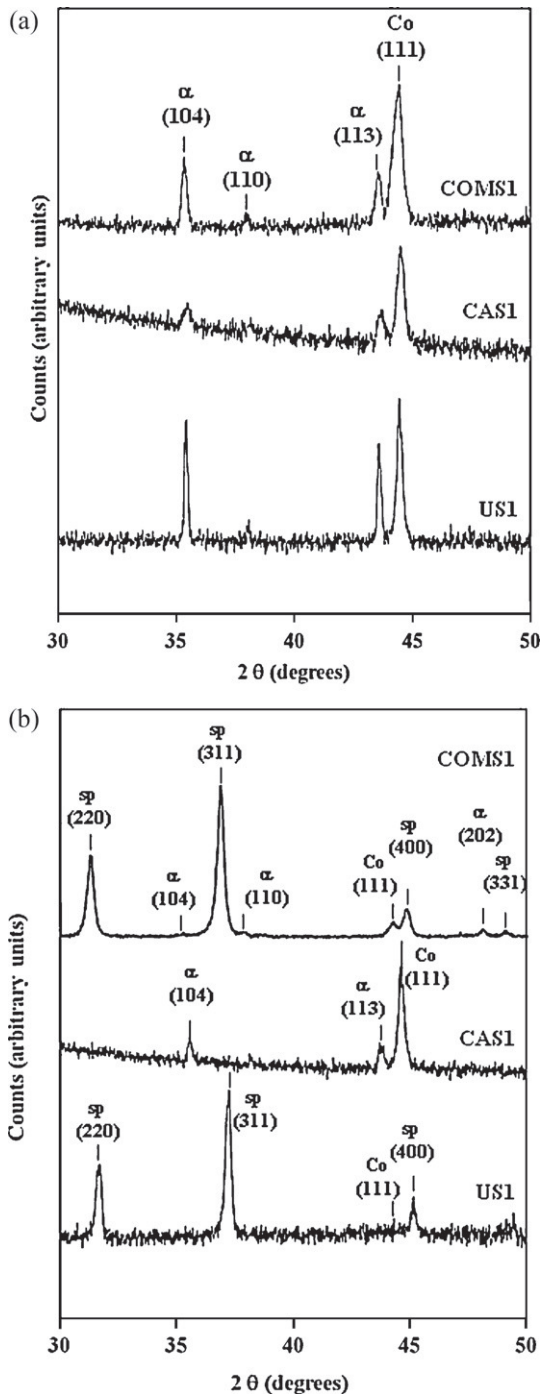 (a)
Co
(111)
α
(104)
α
(110)
α
(113)
COMS1
CAS1
US1
Counts (arbitrary units)
30 35 40 45 50
2 θ (degrees)
(b)
sp
(311)
COMS1
sp
(220)
α
(104)
α
(110)
Co
(111)
sp
(400)
α
(202)
sp
(331)
α
(104)
α
(113)
Co
(111)
CAS1
sp
(220)
sp
(311)
Co
(111)
sp
(400)
US1
Counts (arbitrary units)
30 35 40 45 50
2 θ (degrees)